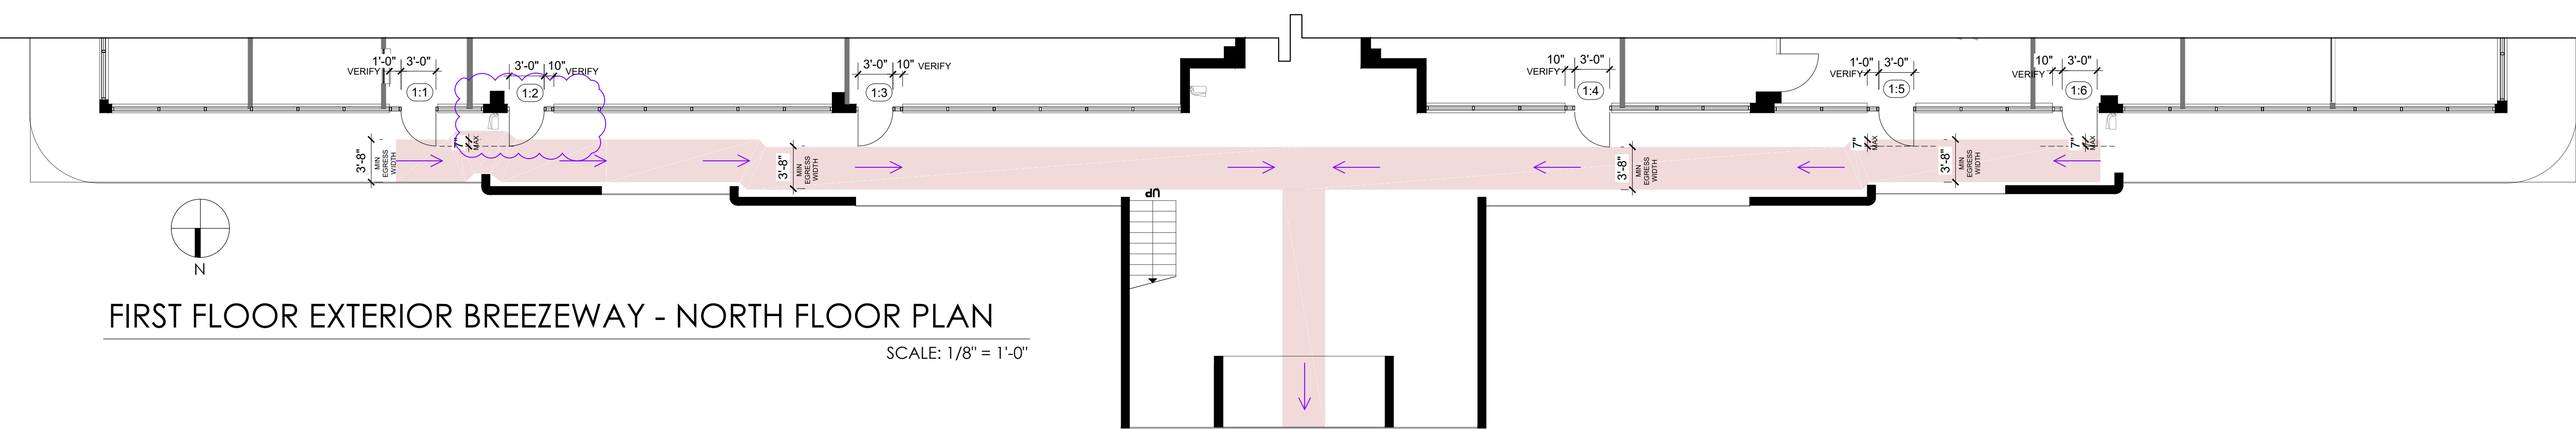 1'-0" 3'-0"
VERIFY
1:1
3'-0" 10"
VERIFY
1:2
3'-0" 10" VERIFY
1:3
10" 3'-0"
VERIFY
1:4
1'-0" 3'-0"
VERIFY
1:5
10" 3'-0"
VERIFY
1:6
3'-8"
MIN
EGRESS
WIDTH
7"
MAX
3'-8"
MIN
EGRESS
WIDTH
3'-8"
MIN
EGRESS
WIDTH
7"
MAX
3'-8"
MIN
EGRESS
WIDTH
7"
MAX
UP
N
FIRST FLOOR EXTERIOR BREEZEWAY - NORTH FLOOR PLAN
SCALE: 1/8" = 1'-0"